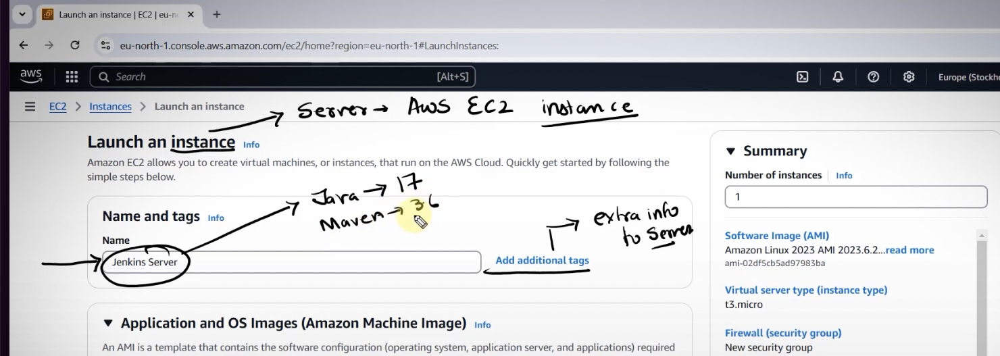 Launch an instance | EC2 | eu-n
eu-north-1.console.aws.amazon.com/ec2/home?region=eu-north-1#LaunchInstances:
aws
Search
[Alt+S]
Europe (Stockh
EC2 > Instances > Launch an instance
Server → AWS EC2 instance
Launch an instance Info
Amazon EC2 allows you to create virtual machines, or instances, that run on the AWS Cloud. Quickly get started by following the
simple steps below.
Java → 17
Maven → 3.6
Name and tags Info
Name
Jenkins Server
Add additional tags
extra info
to Server
Application and OS Images (Amazon Machine Image) Info
An AMI is a template that contains the software configuration (operating system, application server, and applications) required
Summary
Number of instances Info
1
Software Image (AMI)
Amazon Linux 2023 AMI 2023.6.2...read more
ami-02df5cb5ad97983ba
Virtual server type (instance type)
t3.micro
Firewall (security group)
New security group